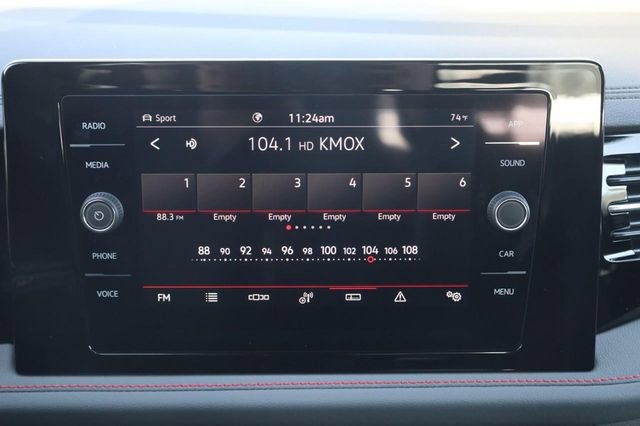 RADIO
MEDIA
PHONE
VOICE
Sport 11:24am 74°F
< HD 104.1 HD KMOX >
1 2 3 4 5 6
88.3 FM Empty Empty Empty Empty Empty
88 90 92 94 96 98 100 102 104 106 108
FM
APP
SOUND
CAR
MENU